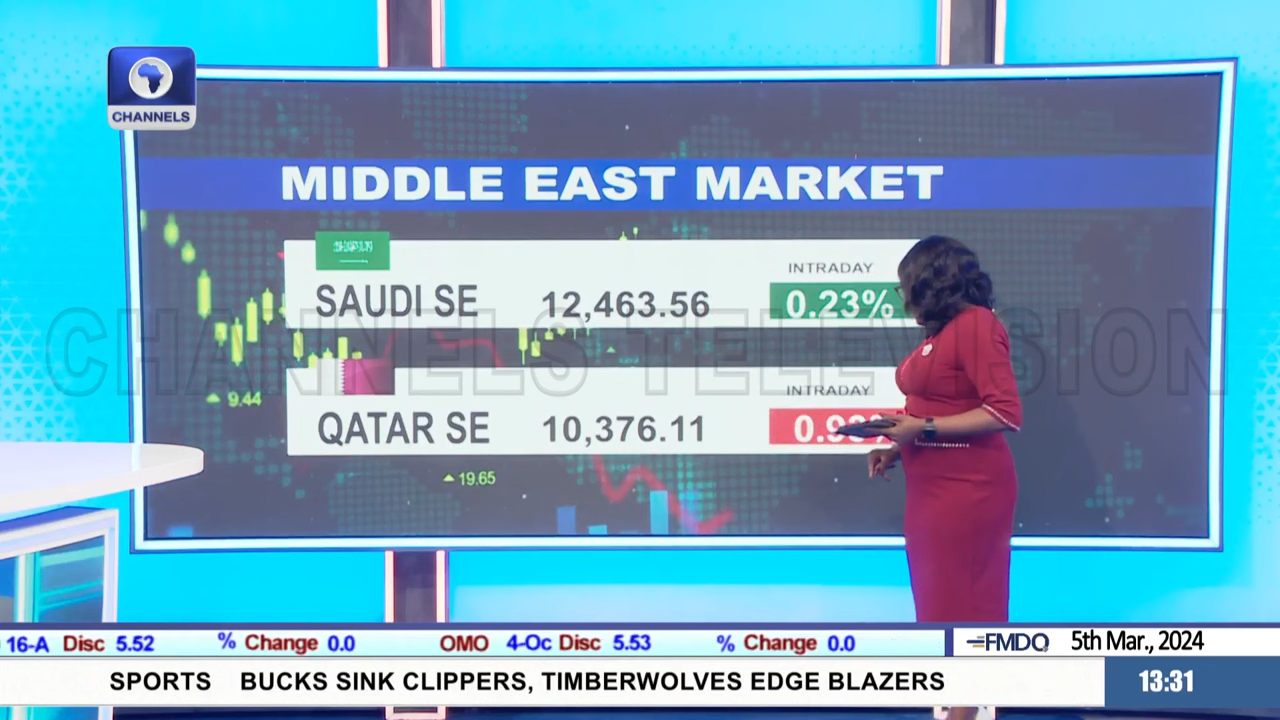 CHANNELS
MIDDLE EAST MARKET
INTRADAY
SAUDI SE 12,463.56 0.23%
CHANNELS TELEVISION
9.44
INTRADAY
QATAR SE 10,376.11
19.65
16-A Disc 5.52 % Change 0.0 OMO 4-Oc Disc 5.53 % Change 0.0 FMDQ 5th Mar., 2024
SPORTS BUCKS SINK CLIPPERS, TIMBERWOLVES EDGE BLAZERS 13:31